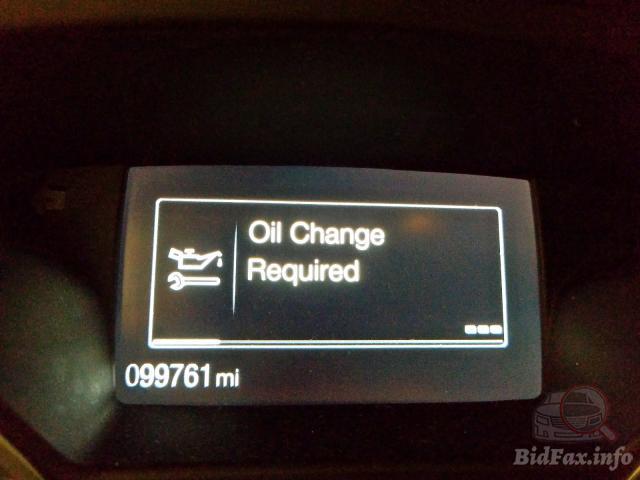 Oil Change
Required
099761 mi
BidFax.info